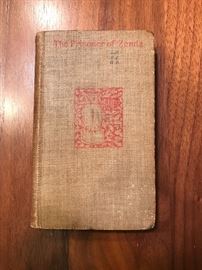 The Prisoner of Zenda